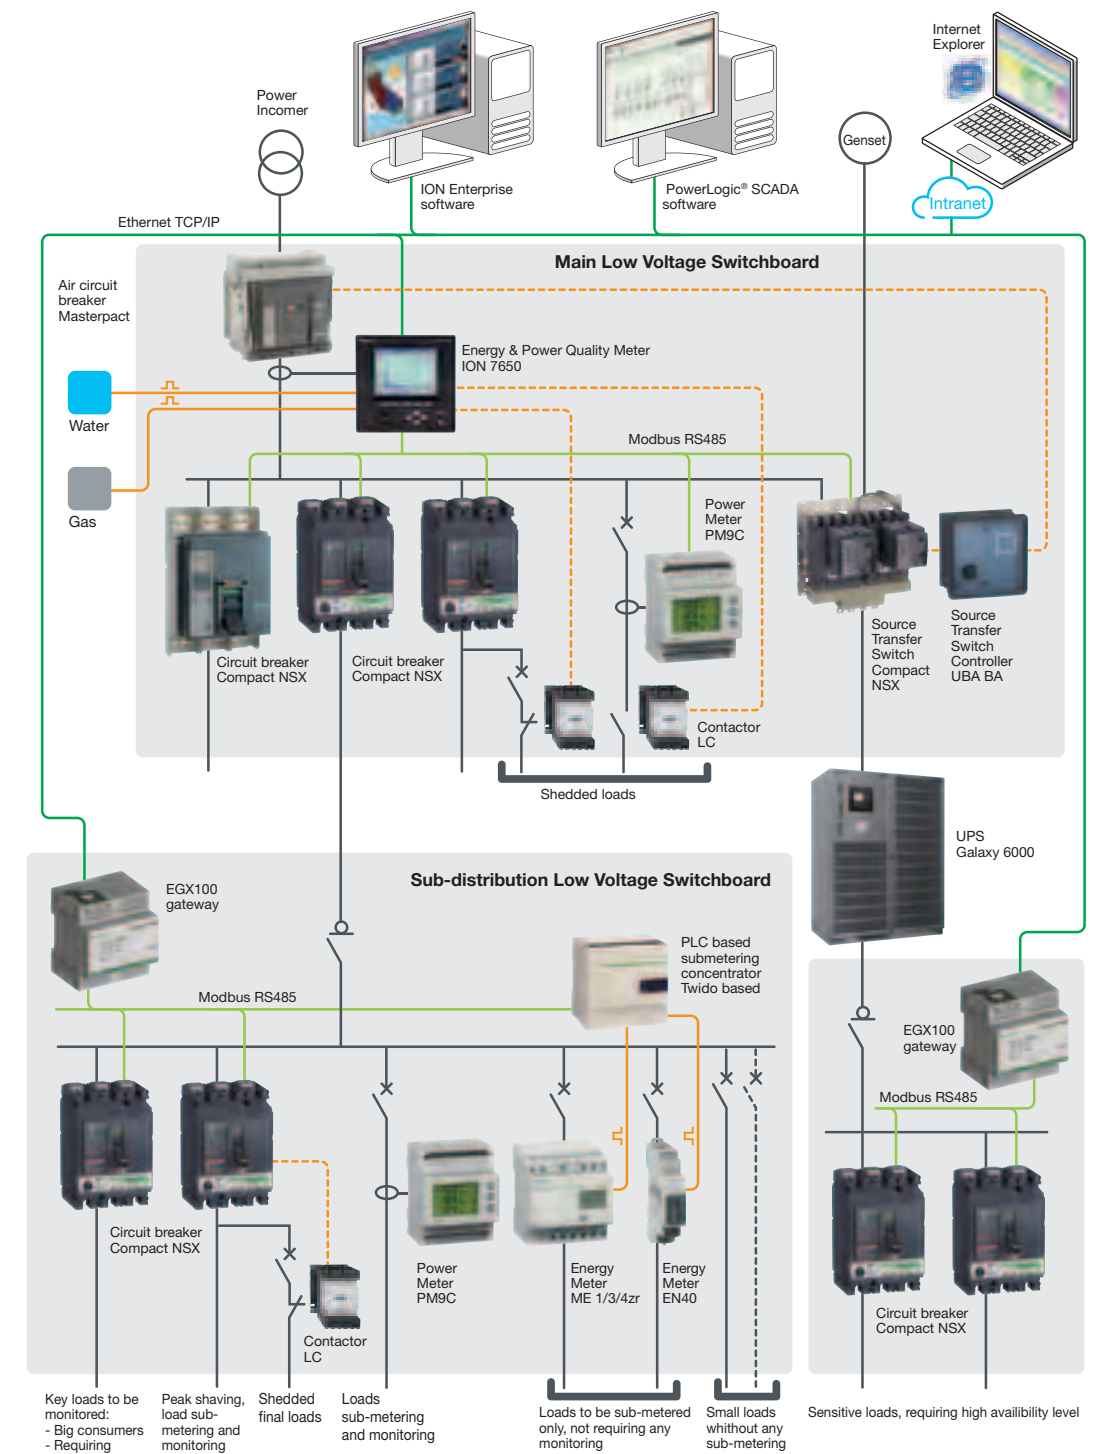 Internet
Explorer
Power
Incomer
Genset
ION Enterprise
software
PowerLogic® SCADA
software
Intranet
Ethernet TCP/IP
Main Low Voltage Switchboard
Air circuit
breaker
Masterpact
Energy & Power Quality Meter
ION 7650
Water
Modbus RS485
Gas
Power
Meter
PM9C
Circuit breaker
Compact NSX
Circuit breaker
Compact NSX
Source
Transfer
Switch
Compact
NSX
Source
Transfer
Switch
Controller
UBA BA
Contactor
LC
Shedded loads
UPS
Galaxy 6000
Sub-distribution Low Voltage Switchboard
EGX100
gateway
PLC based
submetering
concentrator
Twido based
Modbus RS485
EGX100
gateway
Modbus RS485
Circuit breaker
Compact NSX
Power
Meter
PM9C
Energy
Meter
ME 1/3/4zr
Energy
Meter
EN40
Contactor
LC
Circuit breaker
Compact NSX
Key loads to be
monitored:
- Big consumers
- Requiring
Peak shaving,
load sub-
metering and
monitoring
Shedded
final loads
Loads
sub-metering
and monitoring
Loads to be sub-metered
only, not requiring any
monitoring
Small loads
whithout any
sub-metering
Sensitive loads, requiring high availibility level